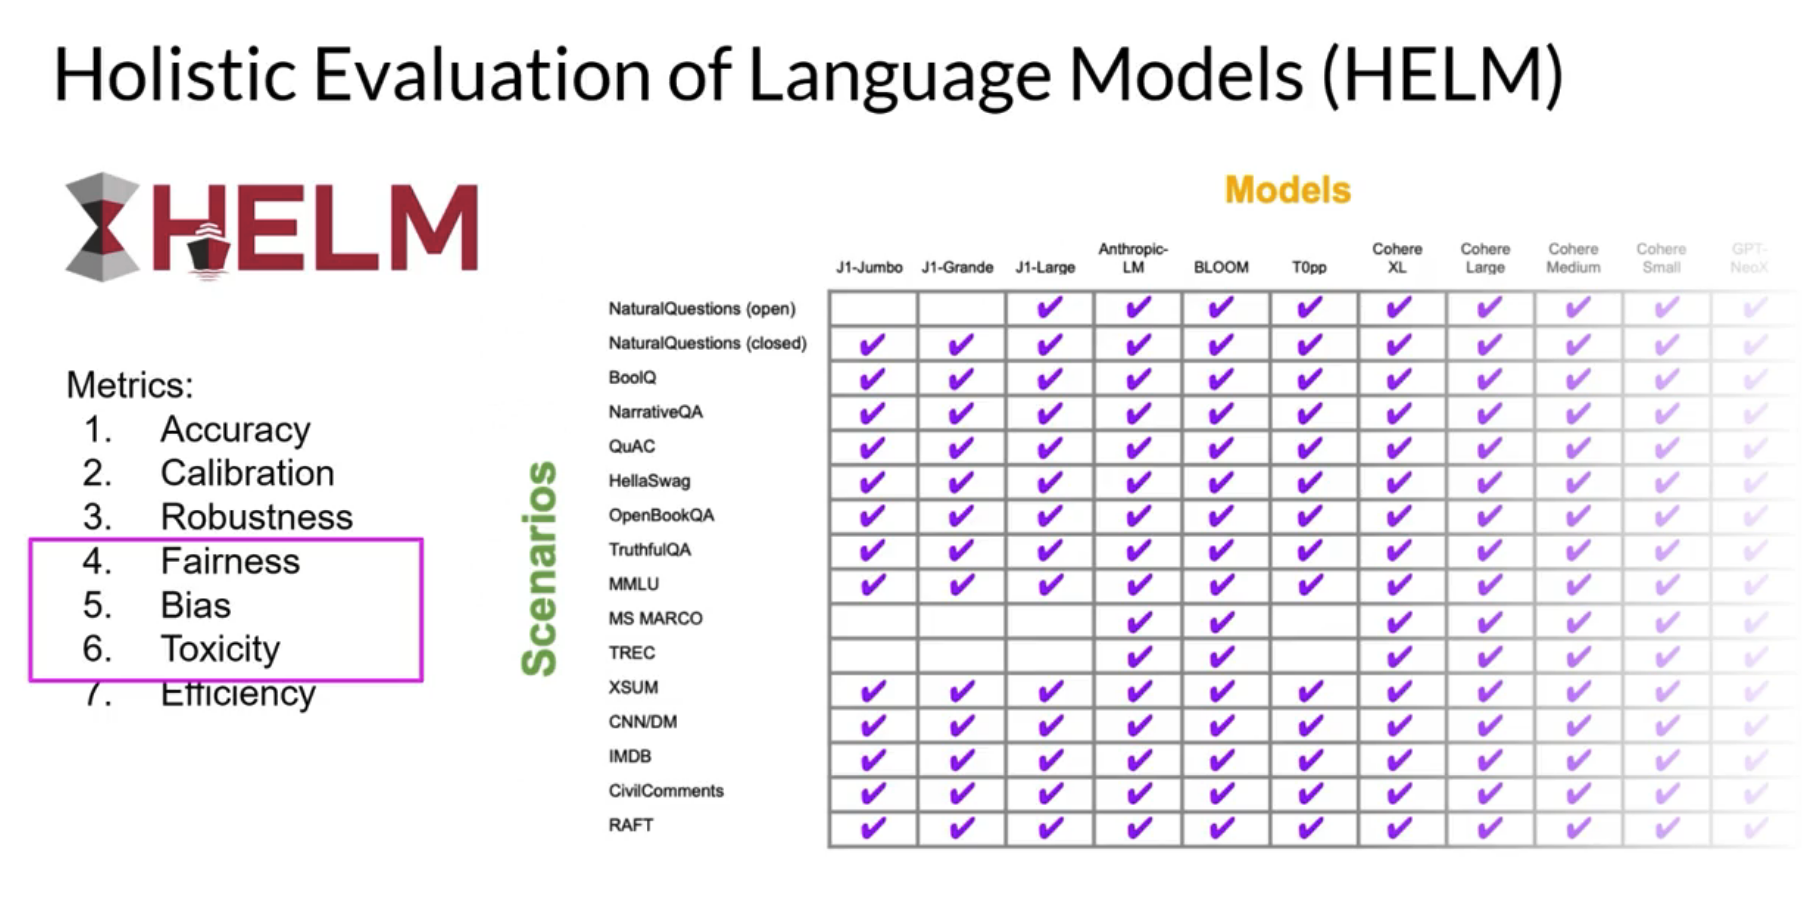 Holistic Evaluation of Language Models (HELM)
HELM
Metrics:
1. Accuracy
2. Calibration
3. Robustness
4. Fairness
5. Bias
6. Toxicity
7. Efficiency
Scenarios
Models
J1-Jumbo J1-Grande J1-Large Anthropic-LM BLOOM T0pp Cohere XL Cohere Large Cohere Medium Cohere Small GPT-NeoX
NaturalQuestions (open) ✔ ✔ ✔ ✔ ✔ ✔ ✔ ✔ ✔
NaturalQuestions (closed) ✔ ✔ ✔ ✔ ✔ ✔ ✔ ✔ ✔ ✔ ✔
BoolQ ✔ ✔ ✔ ✔ ✔ ✔ ✔ ✔ ✔ ✔ ✔
NarrativeQA ✔ ✔ ✔ ✔ ✔ ✔ ✔ ✔ ✔ ✔ ✔
QuAC ✔ ✔ ✔ ✔ ✔ ✔ ✔ ✔ ✔ ✔ ✔
HellaSwag ✔ ✔ ✔ ✔ ✔ ✔ ✔ ✔ ✔ ✔ ✔
OpenBookQA ✔ ✔ ✔ ✔ ✔ ✔ ✔ ✔ ✔ ✔ ✔
TruthfulQA ✔ ✔ ✔ ✔ ✔ ✔ ✔ ✔ ✔ ✔ ✔
MMLU ✔ ✔ ✔ ✔ ✔ ✔ ✔ ✔ ✔ ✔ ✔
MS MARCO ✔ ✔ ✔ ✔ ✔ ✔ ✔
TREC ✔ ✔ ✔ ✔ ✔ ✔ ✔
XSUM ✔ ✔ ✔ ✔ ✔ ✔ ✔ ✔ ✔ ✔ ✔
CNN/DM ✔ ✔ ✔ ✔ ✔ ✔ ✔ ✔ ✔ ✔ ✔
IMDB ✔ ✔ ✔ ✔ ✔ ✔ ✔ ✔ ✔ ✔ ✔
CivilComments ✔ ✔ ✔ ✔ ✔ ✔ ✔ ✔ ✔ ✔ ✔
RAFT ✔ ✔ ✔ ✔ ✔ ✔ ✔ ✔ ✔ ✔ ✔